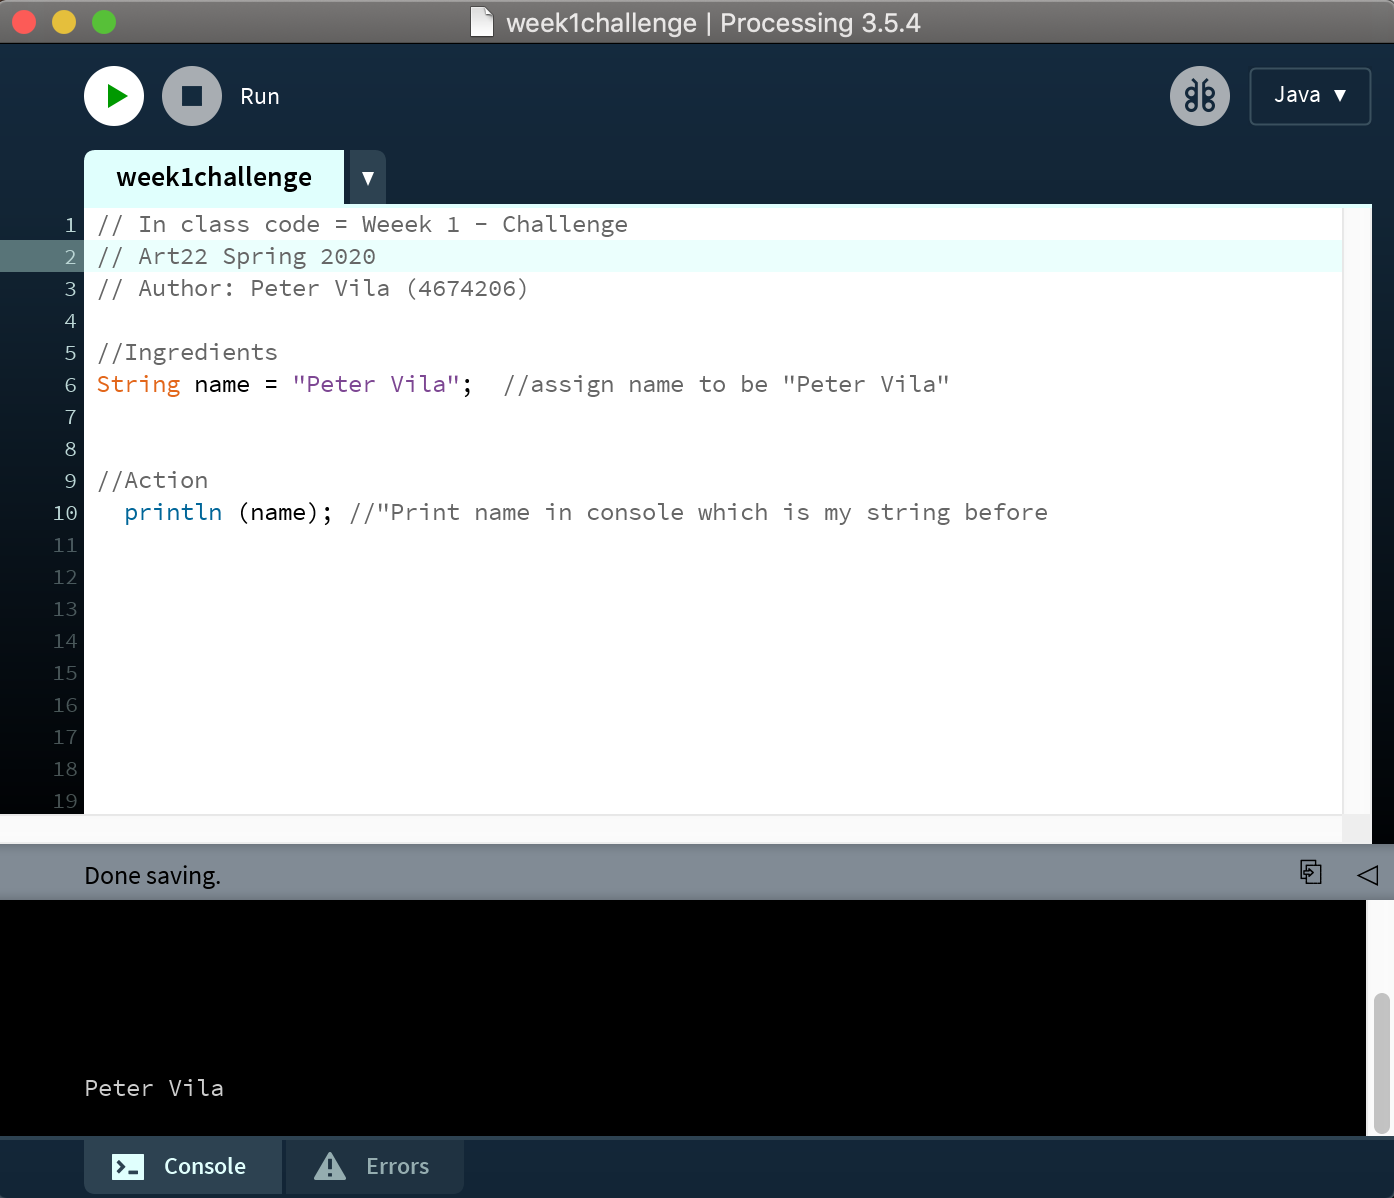 week1challenge | Processing 3.5.4
Run
Java ▼
week1challenge ▼
1 // In class code = Weeek 1 - Challenge
2 // Art22 Spring 2020
3 // Author: Peter Vila (4674206)
4
5 //Ingredients
6 String name = "Peter Vila";  //assign name to be "Peter Vila"
7
8
9 //Action
10   println (name); //"Print name in console which is my string before
11
12
13
14
15
16
17
18
19
Done saving.
Peter Vila
Console
Errors